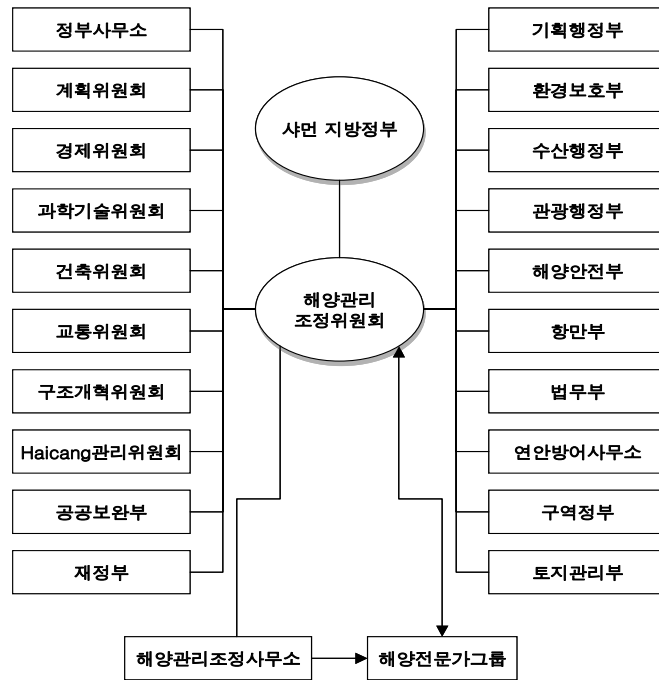 정부사무소
계획위원회
경제위원회
과학기술위원회
건축위원회
교통위원회
구조개혁위원회
Haicang관리위원회
공공보완부
재정부
샤먼 지방정부
해양관리
조정위원회
기획행정부
환경보호부
수산행정부
관광행정부
해양안전부
항만부
법무부
연안방어사무소
구역정부
토지관리부
해양관리조정사무소
해양전문가그룹